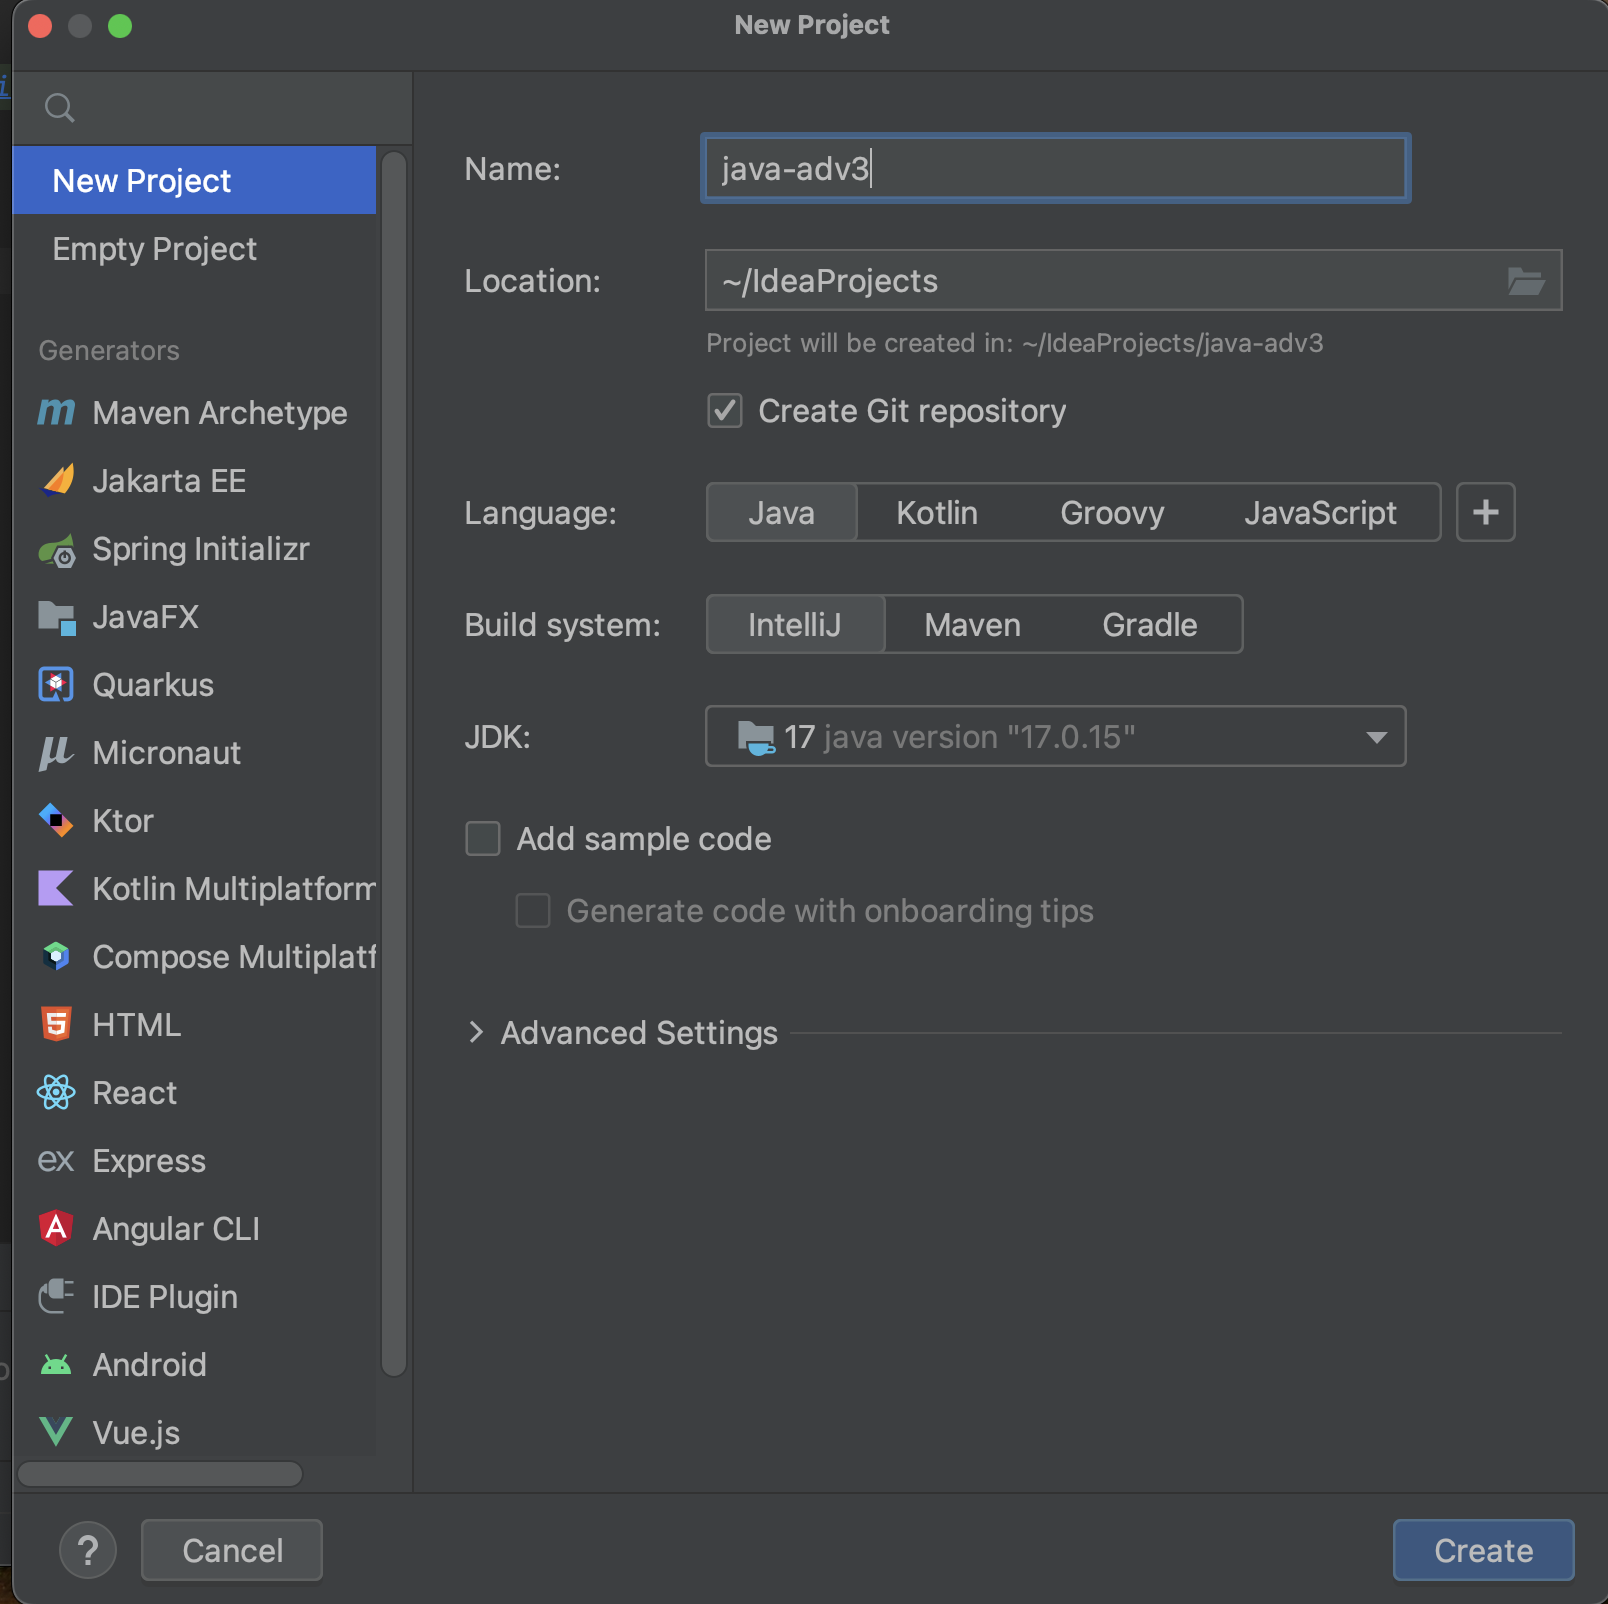 New Project
New Project
Empty Project
Generators
Maven Archetype
Jakarta EE
Spring Initializr
JavaFX
Quarkus
Micronaut
Ktor
Kotlin Multiplatform
Compose Multiplatf
HTML
React
ex Express
Angular CLI
IDE Plugin
Android
Vue.js
Name: java-adv3
Location: ~/IdeaProjects
Project will be created in: ~/IdeaProjects/java-adv3
Create Git repository
Language: Java Kotlin Groovy JavaScript +
Build system: IntelliJ Maven Gradle
JDK: 17 java version "17.0.15"
Add sample code
Generate code with onboarding tips
Advanced Settings
? Cancel Create